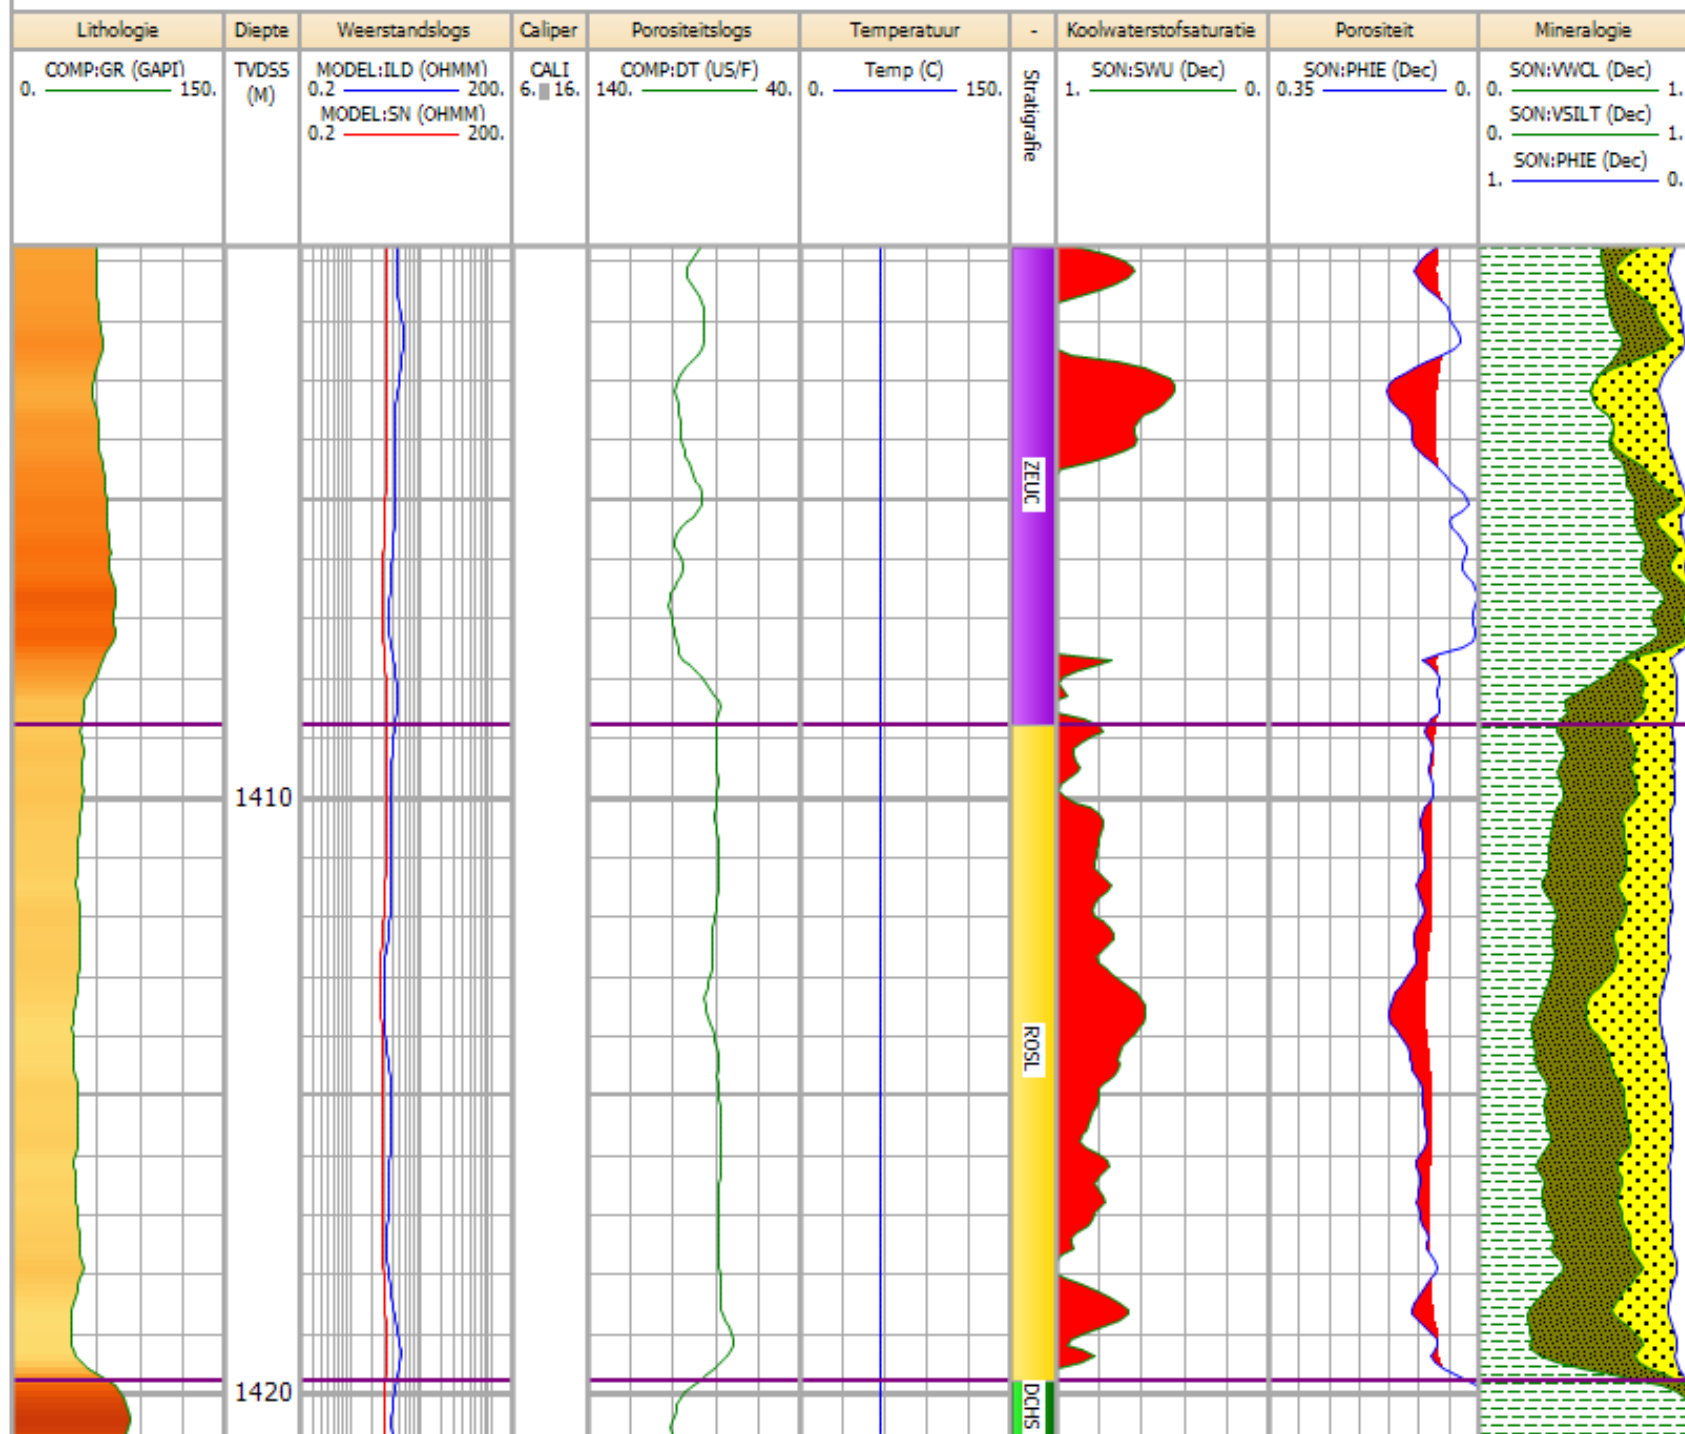 Lithologie Diepte Weerstandslogs Caliper Porositeitslogs Temperatuur - Koolwaterstofsaturatie Porositeit Mineralogie
COMP:GR (GAPI)
0. 150.
TVDSS
(M)
MODEL:ILD (OHMM)
0.2 200.
MODEL:SN (OHMM)
0.2 200.
CALI
6. 16.
COMP:DT (US/F)
140. 40.
Temp (C)
0. 150.
Stratigrafie
SON:SWU (Dec)
1. 0.
SON:PHIE (Dec)
0.35 0.
SON:VWCL (Dec)
0. 1.
SON:VSILT (Dec)
0. 1.
SON:PHIE (Dec)
1. 0.
ZEUC
1410
ROSL
1420
DCHS